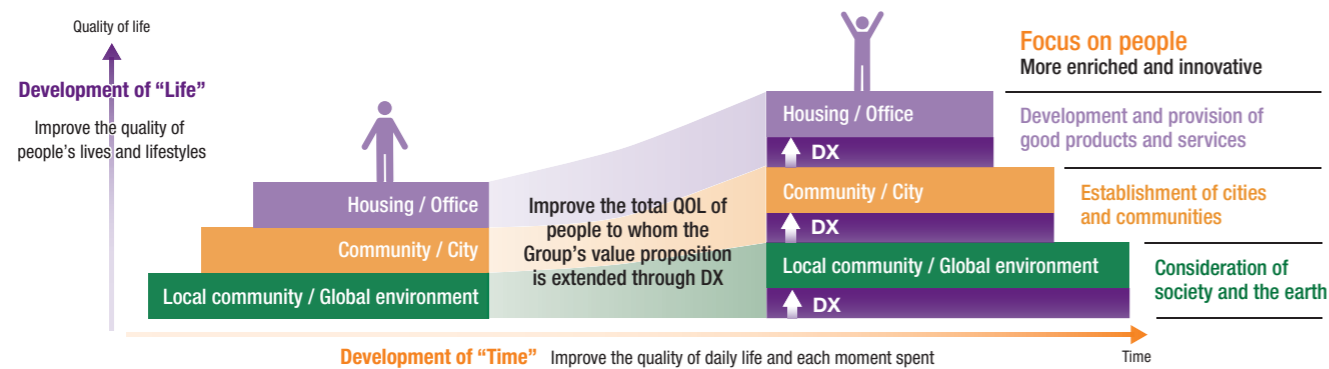 Quality of life
Development of “Life”
Improve the quality of
people’s lives and lifestyles
Housing / Office
Community / City
Local community / Global environment
Improve the total QOL of
people to whom the
Group’s value proposition
is extended through DX
Housing / Office
DX
Community / City
DX
Local community / Global environment
DX
Focus on people
More enriched and innovative
Development and provision of
good products and services
Establishment of cities
and communities
Consideration of
society and the earth
Development of “Time” Improve the quality of daily life and each moment spent
Time